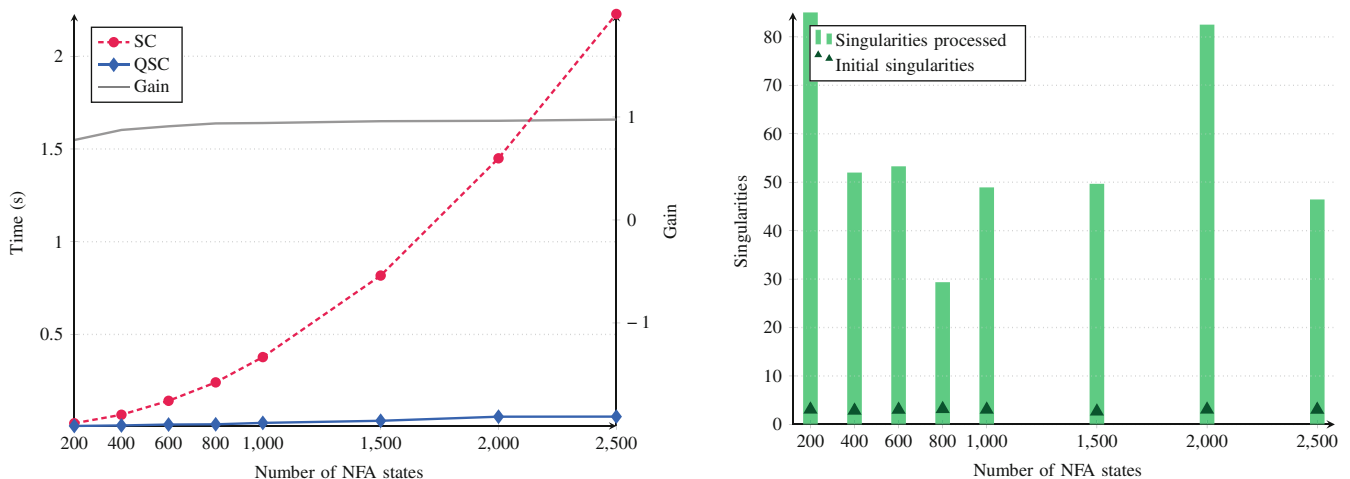 2
1.5
1
0.5
Time (s)
SC
QSC
Gain
1
0
− 1
Gain
200 400 600 800 1,000 1,500 2,000 2,500
Number of NFA states
80
70
60
50
40
30
20
10
0
Singularities
Singularities processed
Initial singularities
200 400 600 800 1,000 1,500 2,000 2,500
Number of NFA states